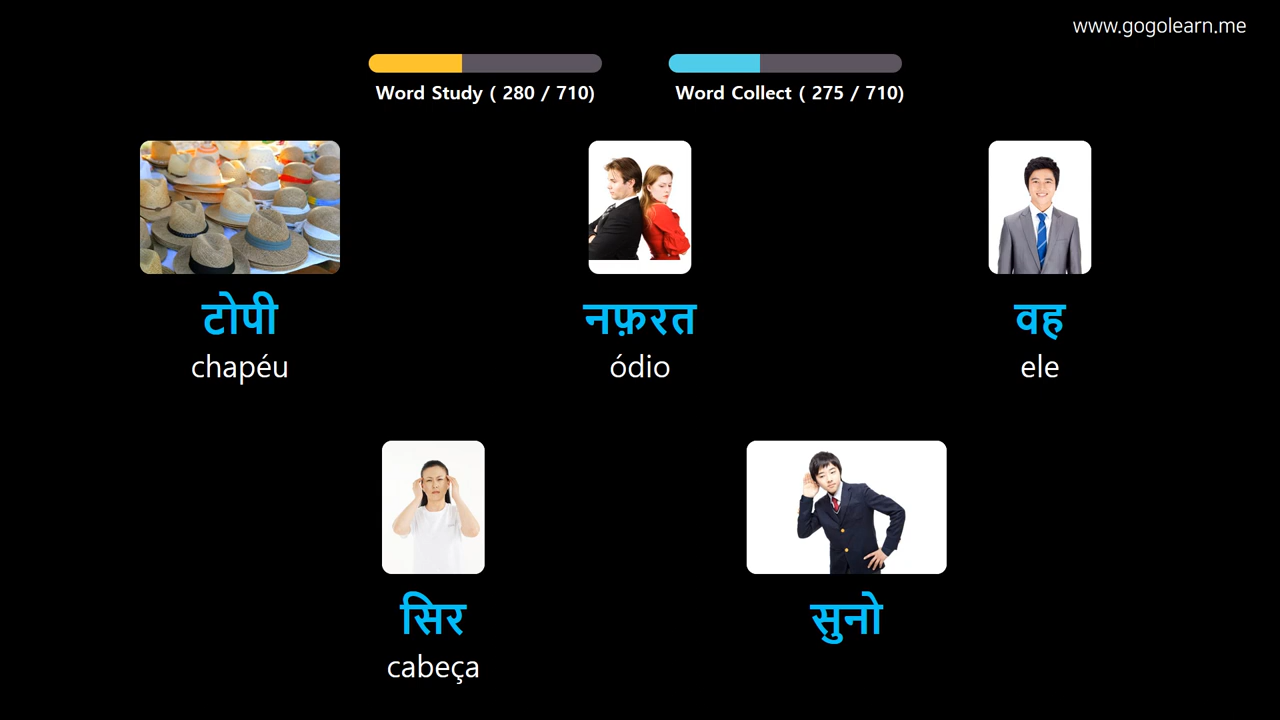 www.gogolearn.me
Word Study ( 280 / 710)
Word Collect ( 275 / 710)
टोपी
chapéu
नफ़रत
ódio
वह
ele
सिर
cabeça
सुनो